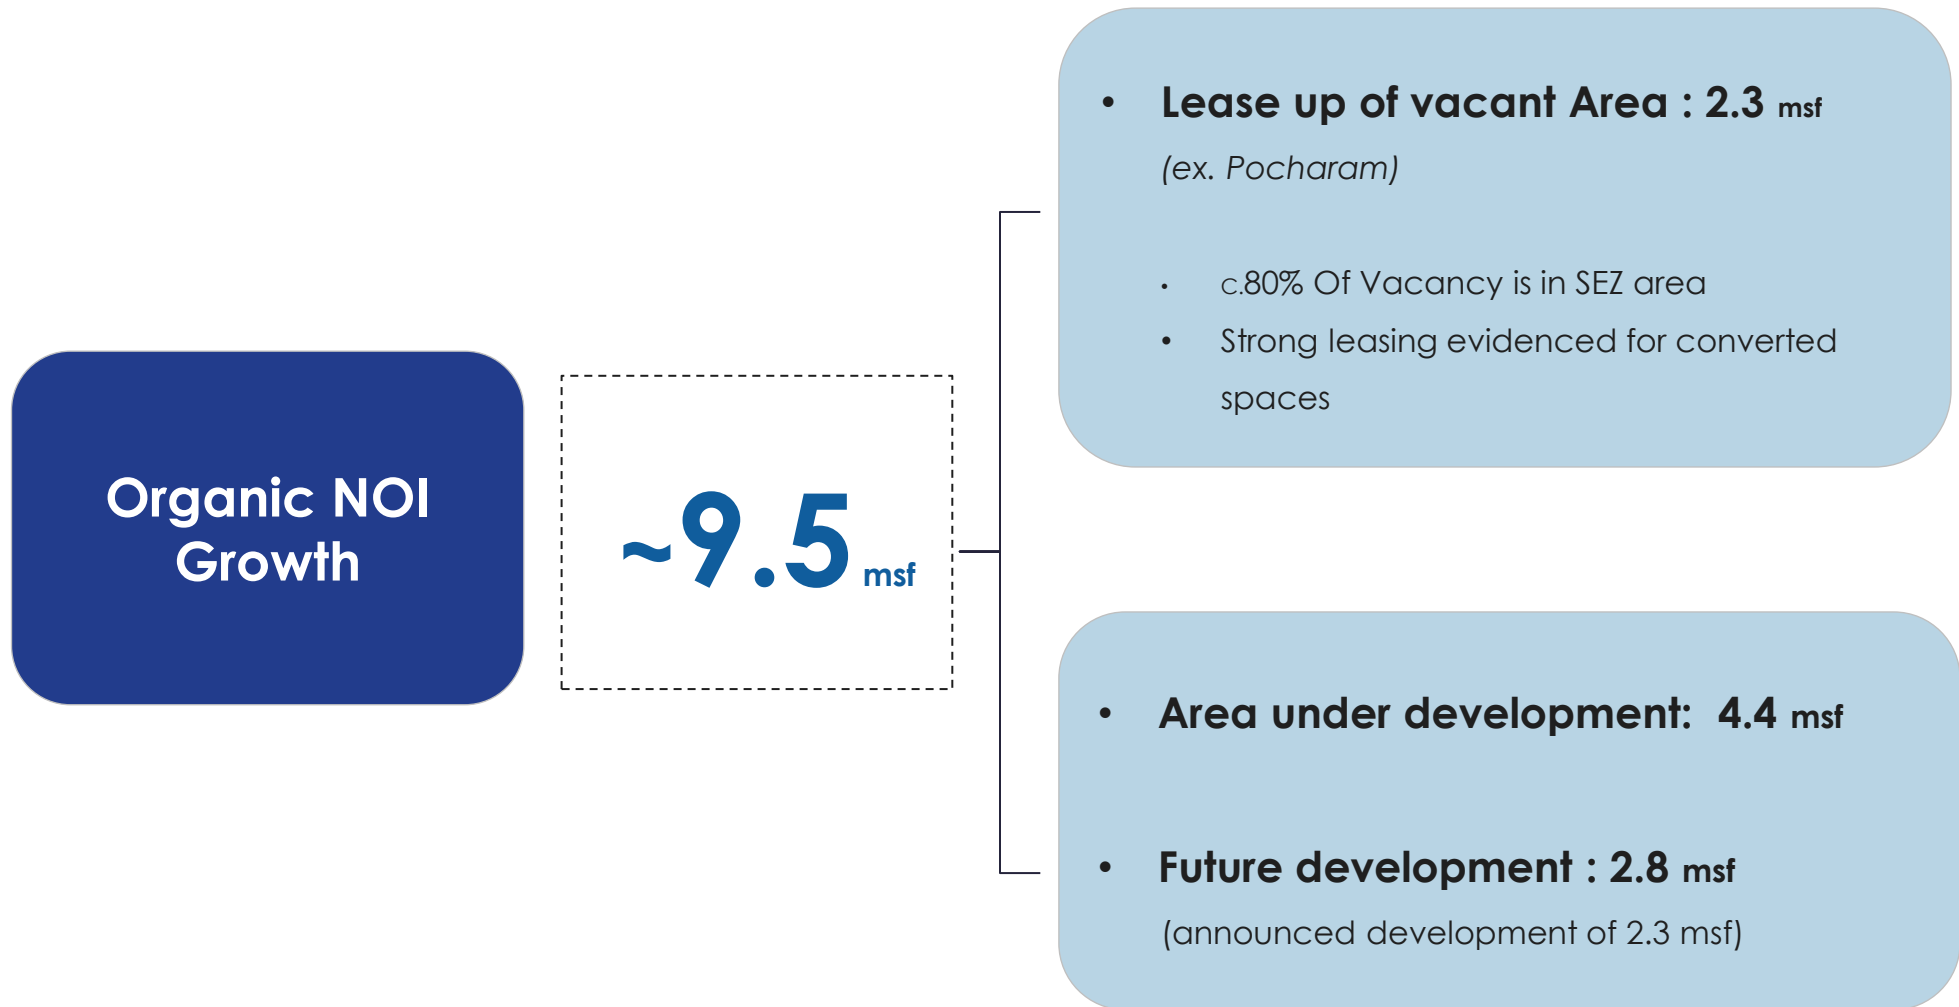 Organic NOI
Growth
~9.5 msf
• Lease up of vacant Area : 2.3 msf
(ex. Pocharam)
• c.80% Of Vacancy is in SEZ area
• Strong leasing evidenced for converted
spaces
• Area under development: 4.4 msf
• Future development : 2.8 msf
(announced development of 2.3 msf)